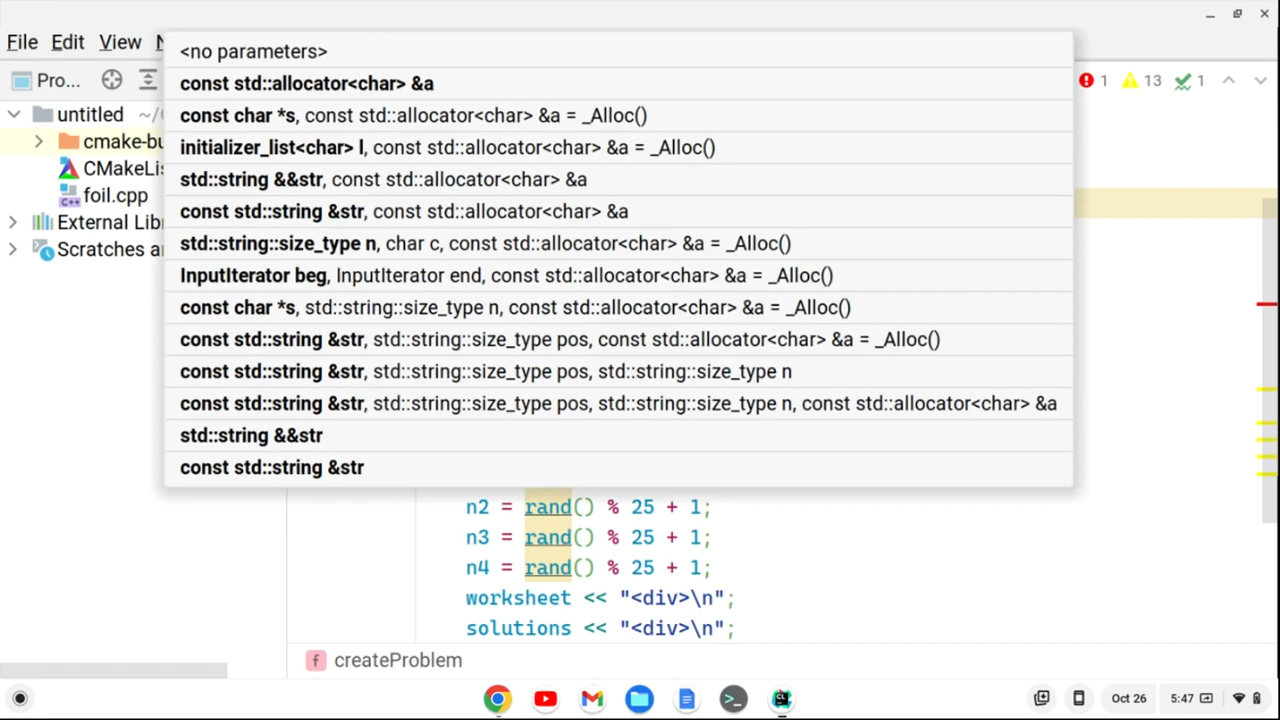 File Edit View
Pro...
1 13 1
untitled ~/
cmake-bu
CMakeLis
foil.cpp
External Lib
Scratches a
<no parameters>
const std::allocator<char> &a
const char *s, const std::allocator<char> &a = _Alloc()
initializer_list<char> l, const std::allocator<char> &a = _Alloc()
std::string &&str, const std::allocator<char> &a
const std::string &str, const std::allocator<char> &a
std::string::size_type n, char c, const std::allocator<char> &a = _Alloc()
InputIterator beg, InputIterator end, const std::allocator<char> &a = _Alloc()
const char *s, std::string::size_type n, const std::allocator<char> &a = _Alloc()
const std::string &str, std::string::size_type pos, const std::allocator<char> &a = _Alloc()
const std::string &str, std::string::size_type pos, std::string::size_type n
const std::string &str, std::string::size_type pos, std::string::size_type n, const std::allocator<char> &a
std::string &&str
const std::string &str
n2 = rand() % 25 + 1;
n3 = rand() % 25 + 1;
n4 = rand() % 25 + 1;
worksheet << "<div>\n";
solutions << "<div>\n";
f createProblem
Oct 26 5:47